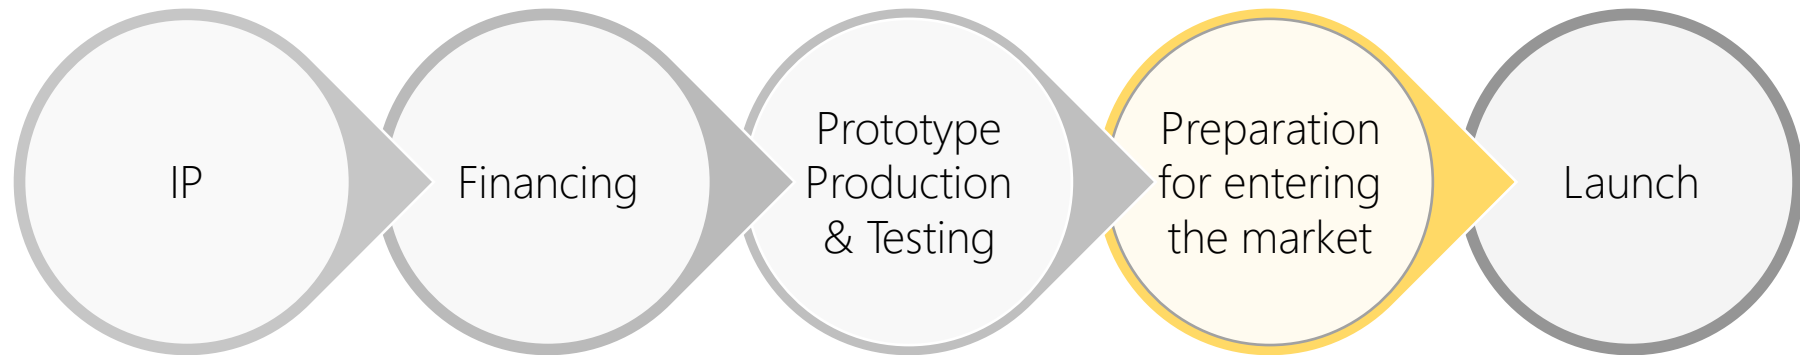 IP
Financing
Prototype
Production
& Testing
Preparation
for entering
the market
Launch